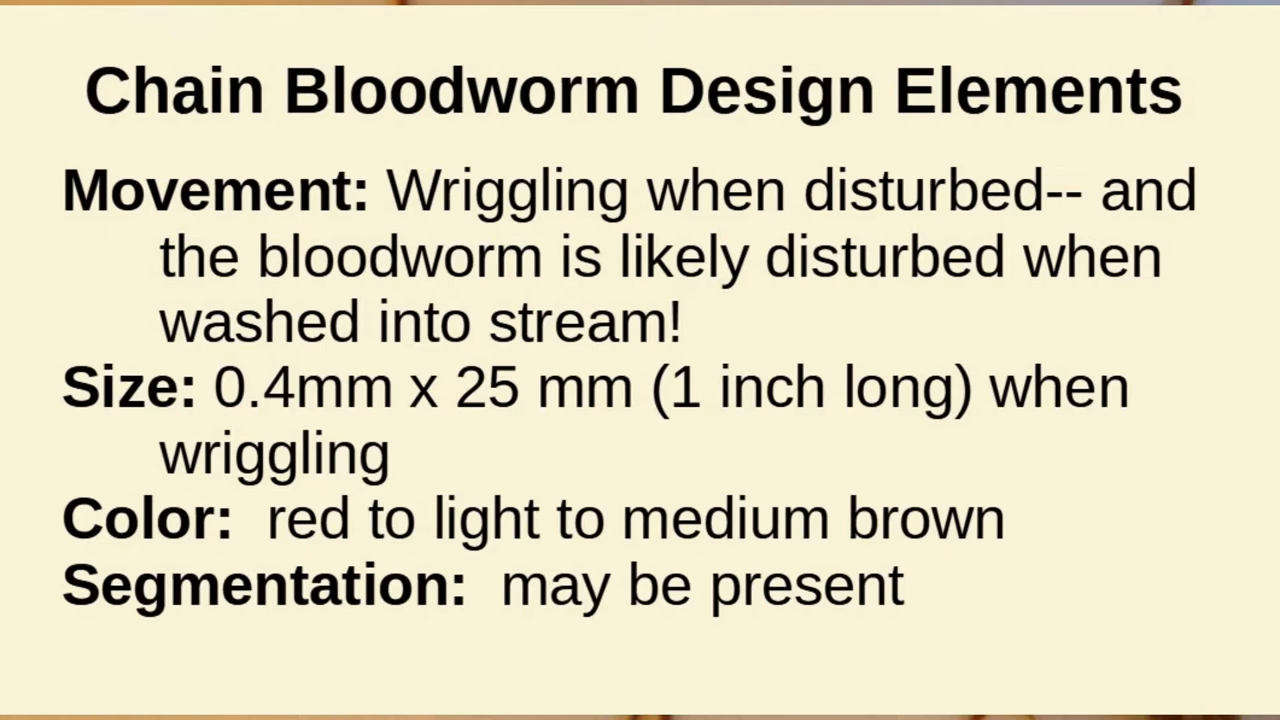 Chain Bloodworm Design Elements
Movement: Wriggling when disturbed-- and
the bloodworm is likely disturbed when
washed into stream!
Size: 0.4mm x 25 mm (1 inch long) when
wriggling
Color:  red to light to medium brown
Segmentation:  may be present